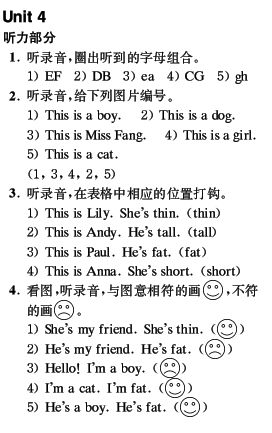 Unit 4
听力部分
1. 听录音,圈出听到的字母组合。
1) EF 2) DB 3) ea 4) CG 5) gh
2. 听录音,给下列图片编号。
1) This is a boy. 2) This is a dog.
3) This is Miss Fang. 4) This is a girl.
5) This is a cat.
(1, 3, 4, 2, 5)
3. 听录音,在表格中相应的位置打钩。
1) This is Lily. She's thin. (thin)
2) This is Andy. He's tall. (tall)
3) This is Paul. He's fat. (fat)
4) This is Anna. She's short. (short)
4. 看图,听录音,与图意相符的画 ,不符
的画 。
1) She's my friend. She's thin. ( )
2) He's my friend. He's fat. ( )
3) Hello! I'm a boy. ( )
4) I'm a cat. I'm fat. ( )
5) He's a boy. He's fat. ( )